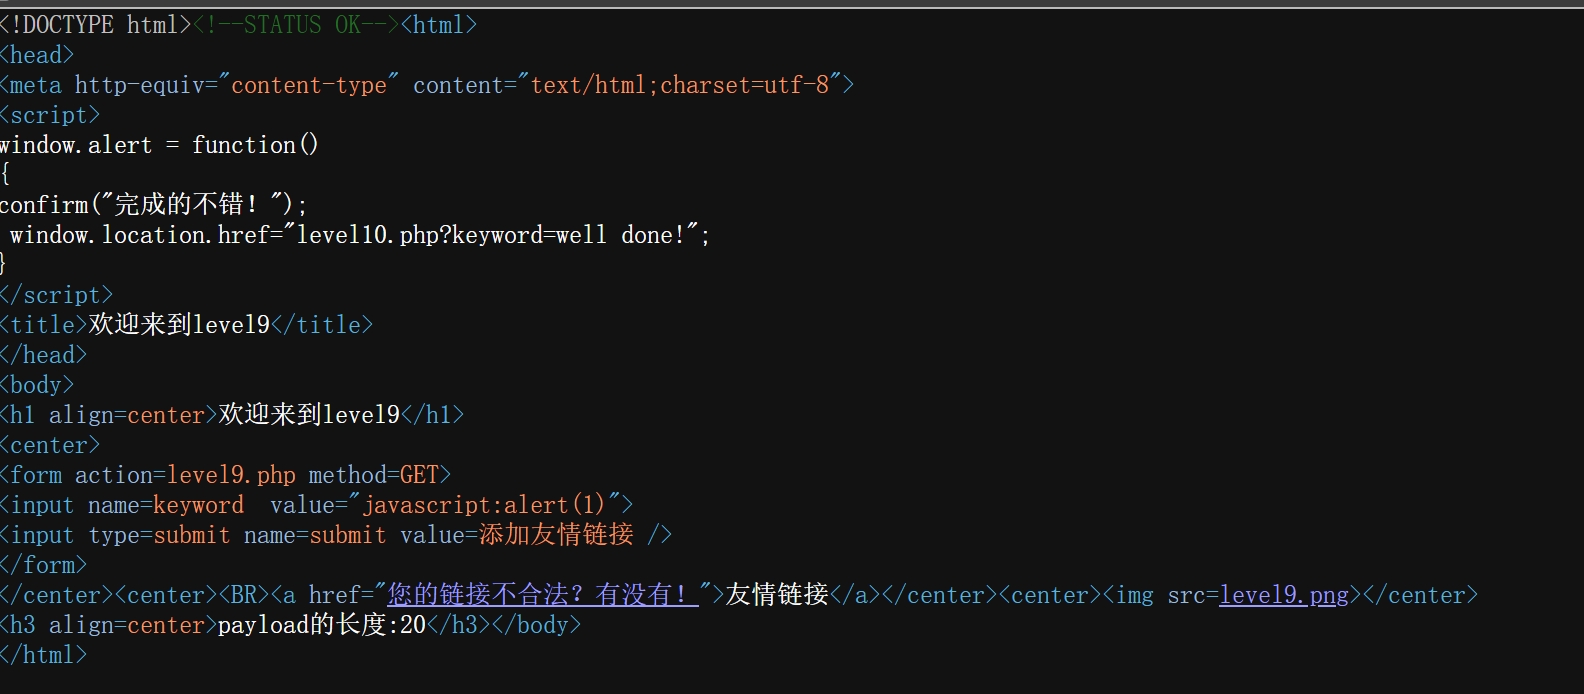 <!DOCTYPE html><!--STATUS OK--><html>
<head>
<meta http-equiv="content-type" content="text/html;charset=utf-8">
<script>
window.alert = function()
{
confirm("完成的不错！");
 window.location.href="level10.php?keyword=well done!";
}
</script>
<title>欢迎来到level9</title>
</head>
<body>
<h1 align=center>欢迎来到level9</h1>
<center>
<form action=level9.php method=GET>
<input name=keyword  value="javascript:alert(1)">
<input type=submit name=submit value=添加友情链接 />
</form>
</center><center><BR><a href="您的链接不合法？有没有！">友情链接</a></center><center><img src=level9.png></center>
<h3 align=center>payload的长度:20</h3></body>
</html>